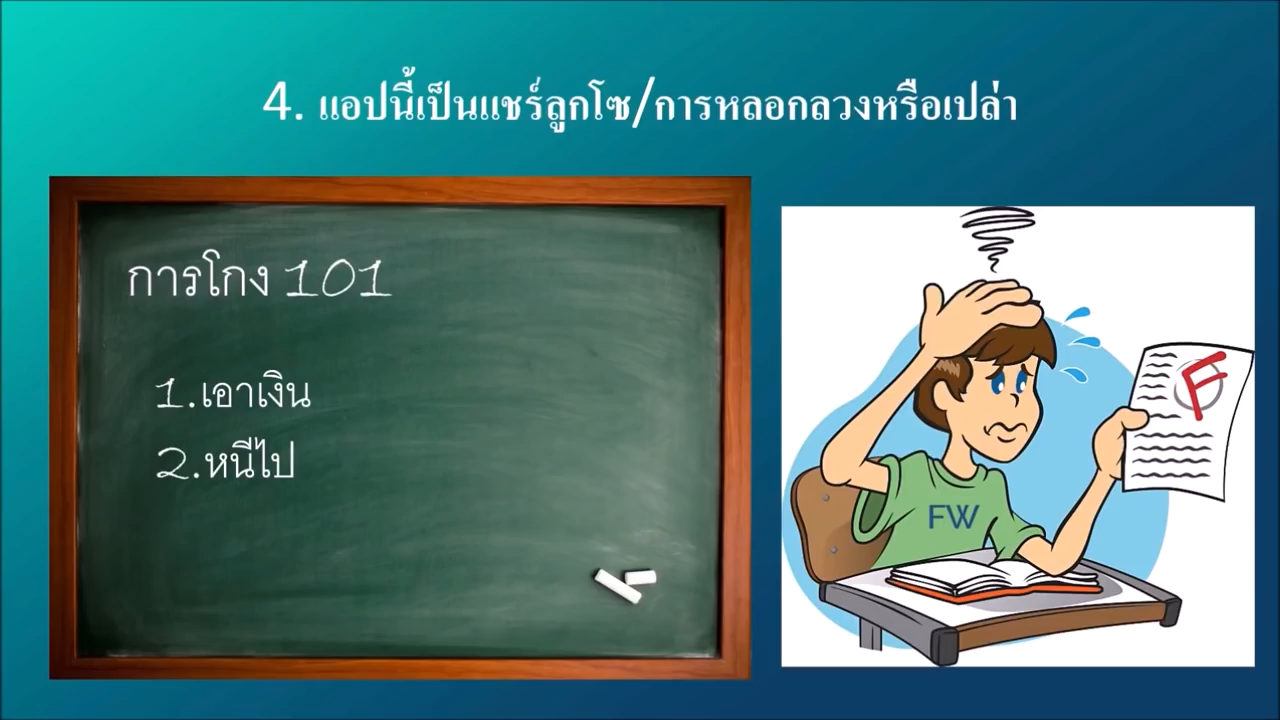 4. แอปนี้เป็นแชร์ลูกโซ/การหลอกลวงหรือเปล่า
การโกง 101
1.เอาเงิน
2.หนีไป
F
FW